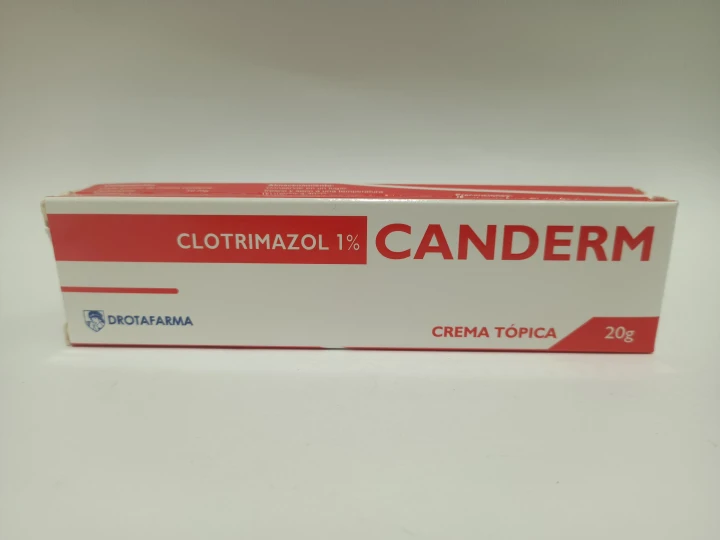 CLOTRIMAZOL 1% CANDERM
DROTAFARMA
CREMA TÓPICA 20g